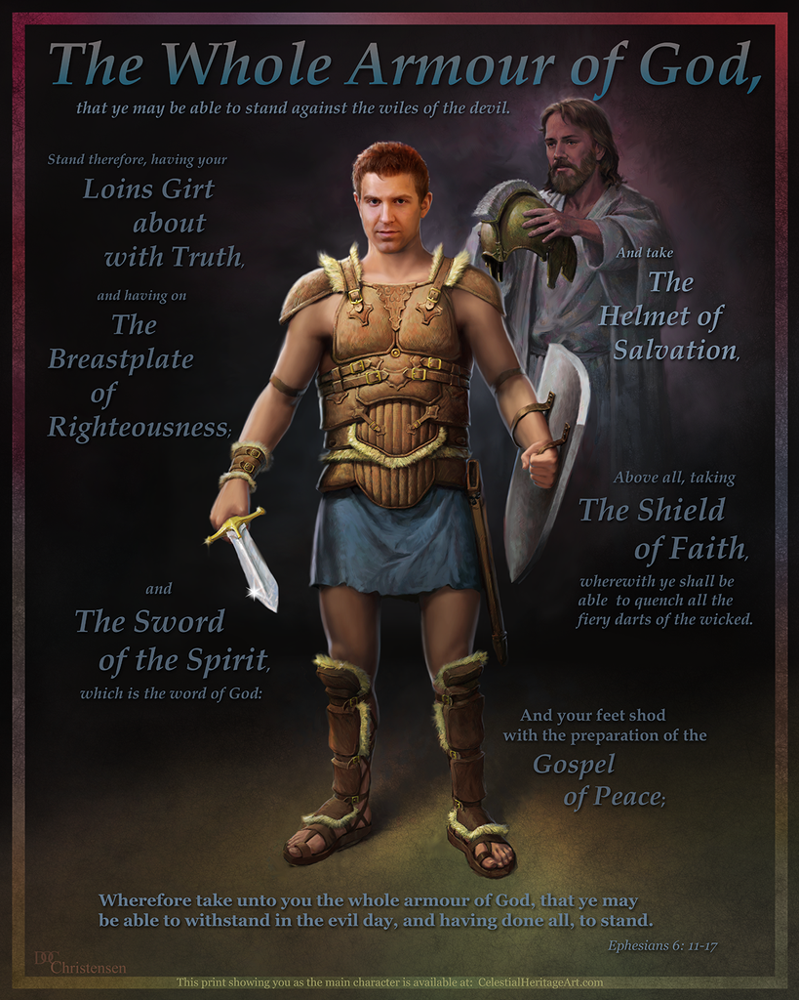 The Whole Armour of God,
that ye may be able to stand against the wiles of the devil.
Stand therefore, having your
Loins Girt
about
with Truth,
and having on
The
Breastplate
of
Righteousness;
And take
The
Helmet of
Salvation,
Above all, taking
The Shield
of Faith,
wherewith ye shall be
able to quench all the
fiery darts of the wicked.
and
The Sword
of the Spirit,
which is the word of God:
And your feet shod
with the preparation of the
Gospel
of Peace;
Wherefore take unto you the whole armour of God, that ye may
be able to withstand in the evil day, and having done all, to stand.
Ephesians 6: 11-17
DOC
Christensen
This print showing you as the main character is available at: CelestialHeritageArt.com